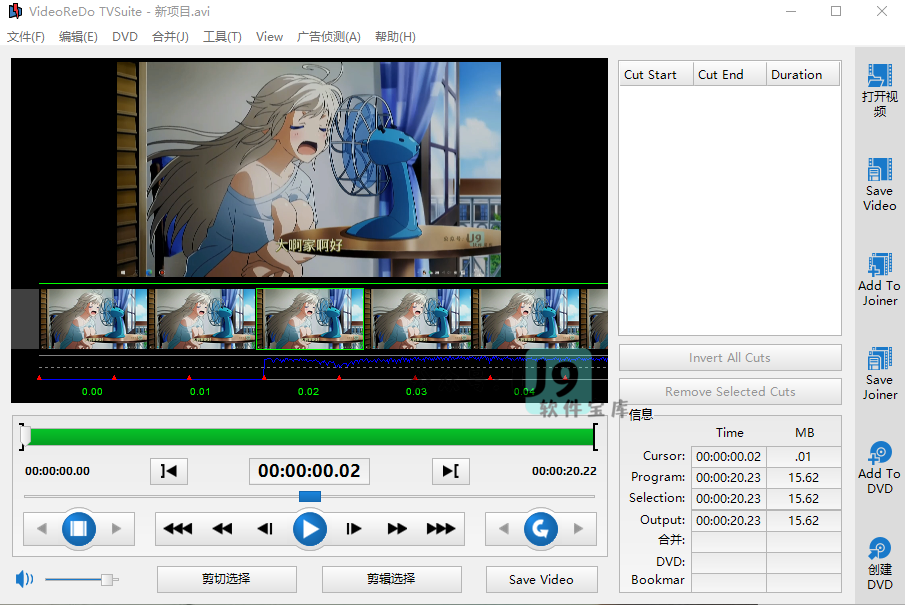 VideoReDo TVSuite - 新项目.avi
文件(F) 编辑(E) DVD 合并(J) 工具(T) View 广告侦测(A) 帮助(H)
大啊家啊好
U9
0.00 0.01 0.02 0.03 0.04
J9
软件宝库
00:00:00.00 00:00:00.02 00:00:20.22
剪切选择 剪辑选择 Save Video
Cut Start Cut End Duration
Invert All Cuts
Remove Selected Cuts
信息
Time MB
Cursor: 00:00:00.02 .01
Program: 00:00:20.23 15.62
Selection: 00:00:20.23 15.62
Output: 00:00:20.23 15.62
合并:
DVD:
Bookmar
打开视
频
Save
Video
Add To
Joiner
Save
Joiner
Add To
DVD
创建
DVD